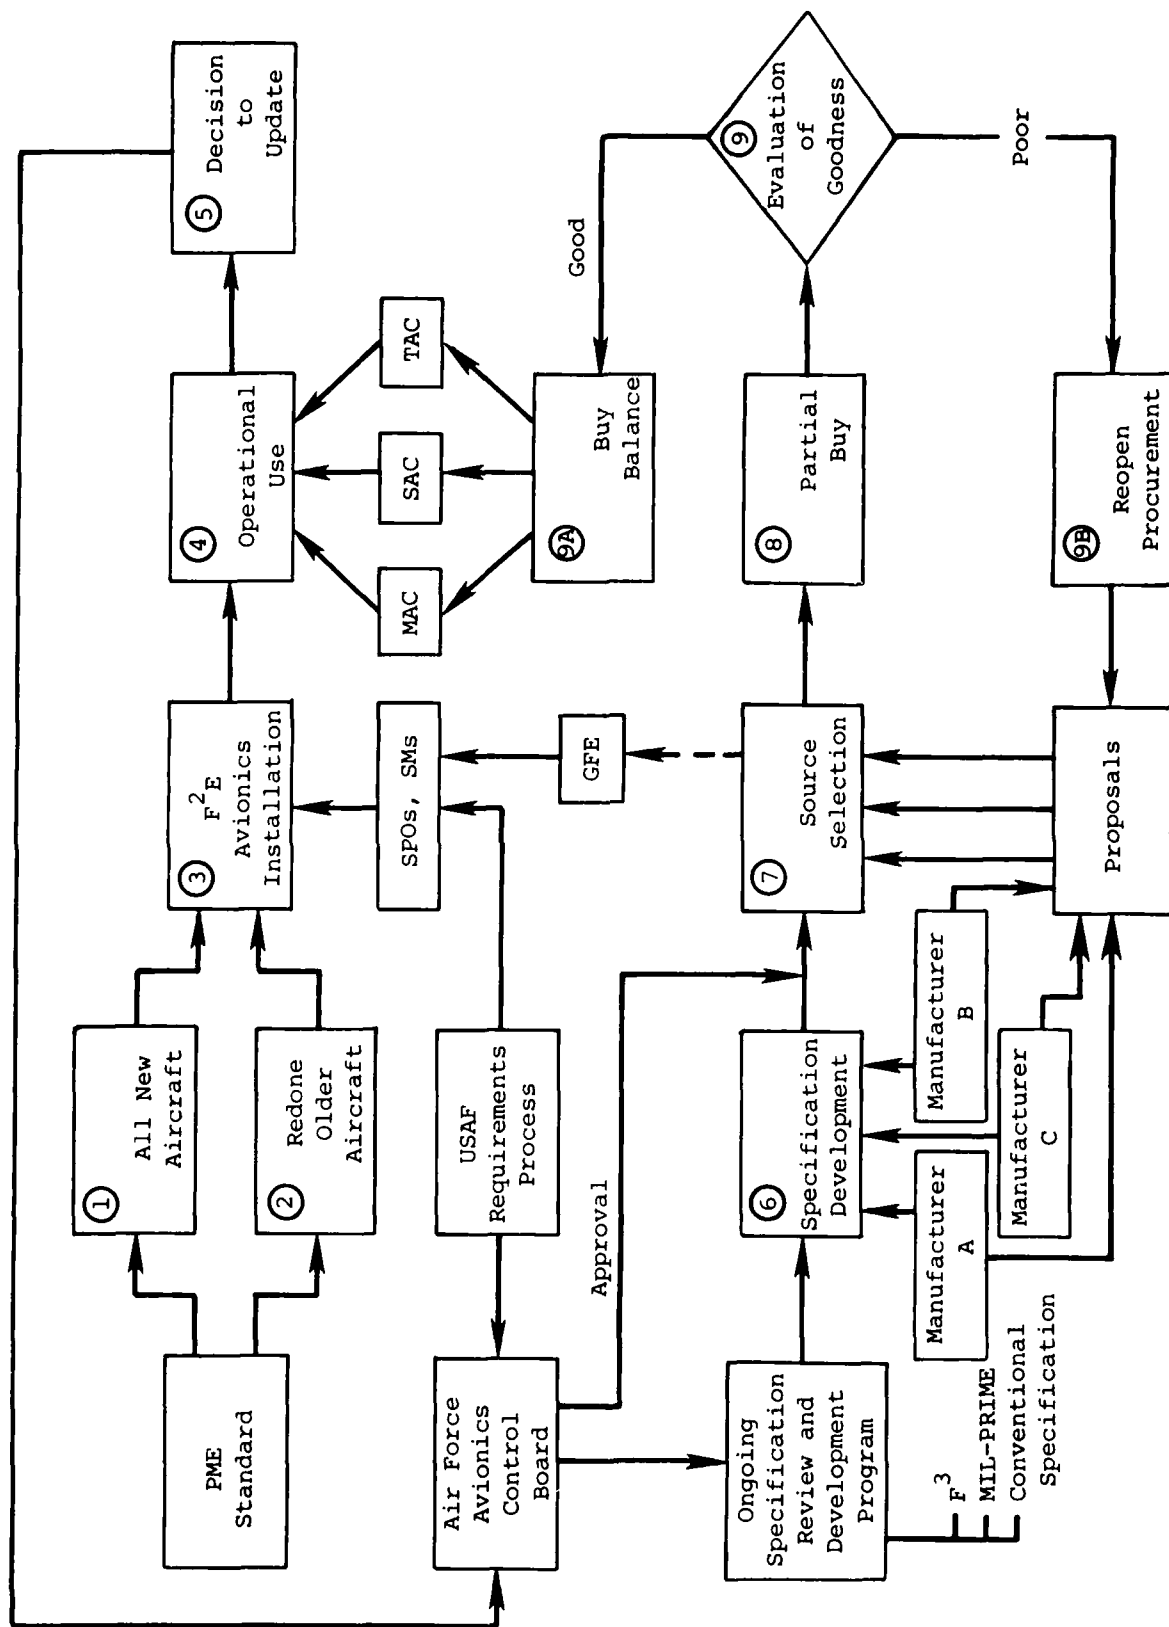 PME
Standard
1
All New
Aircraft
2
Redone
Older
Aircraft
3
F²E
Avionics
Installation
4
Operational
Use
5
Decision
to
Update
SPOs, SMs
MAC
SAC
TAC
Air Force
Avionics
Control
Board
USAF
Requirements
Process
GFE
9A
Buy
Balance
Good
Approval
Ongoing
Specification
Review and
Development
Program
6
Specification
Development
7
Source
Selection
8
Partial
Buy
9
Evaluation
of
Goodness
F³
MIL-PRIME
Conventional
Specification
Manufacturer
A
Manufacturer
B
Manufacturer
C
Proposals
9B
Reopen
Procurement
Poor